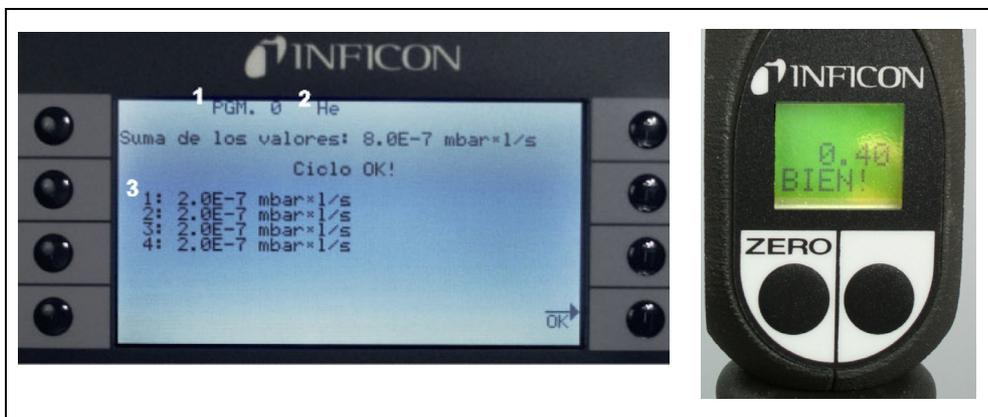 INFICON
1 2
PGM. 0 He
Suma de los valores: 8.0E-7 mbar*l/s
Ciclo OK!
3
1: 2.0E-7 mbar*l/s
2: 2.0E-7 mbar*l/s
3: 2.0E-7 mbar*l/s
4: 2.0E-7 mbar*l/s
OK
INFICON
0.40
BIEN!
ZERO